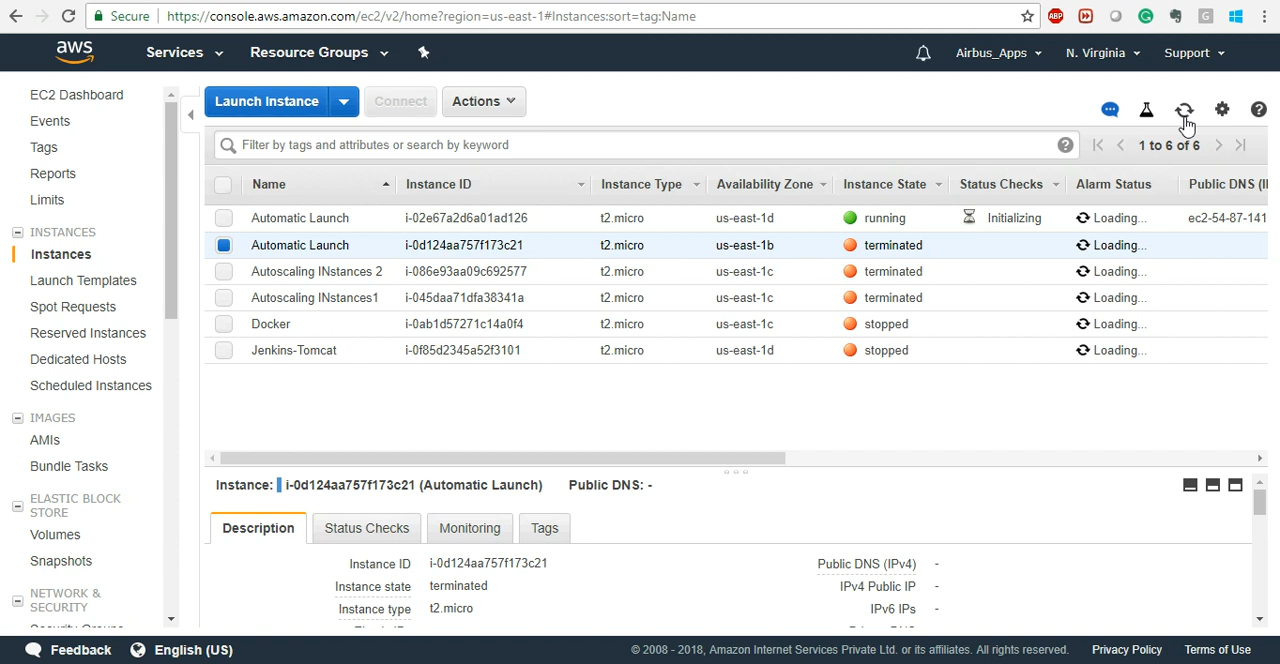 Secure https://console.aws.amazon.com/ec2/v2/home?region=us-east-1#Instances:sort=tag:Name ABP G
aws Services Resource Groups Airbus_Apps N. Virginia Support
EC2 Dashboard
Events
Tags
Reports
Limits
INSTANCES
Instances
Launch Templates
Spot Requests
Reserved Instances
Dedicated Hosts
Scheduled Instances
IMAGES
AMIs
Bundle Tasks
ELASTIC BLOCK
STORE
Volumes
Snapshots
NETWORK &
SECURITY
Launch Instance Connect Actions
Filter by tags and attributes or search by keyword 1 to 6 of 6
Name Instance ID Instance Type Availability Zone Instance State Status Checks Alarm Status Public DNS (I
Automatic Launch i-02e67a2d6a01ad126 t2.micro us-east-1d running Initializing Loading... ec2-54-87-141
Automatic Launch i-0d124aa757f173c21 t2.micro us-east-1b terminated Loading...
Autoscaling INstances 2 i-086e93aa09c692577 t2.micro us-east-1c terminated Loading...
Autoscaling INstances1 i-045daa71dfa38341a t2.micro us-east-1c terminated Loading...
Docker i-0ab1d57271c14a0f4 t2.micro us-east-1c stopped Loading...
Jenkins-Tomcat i-0f85d2345a52f3101 t2.micro us-east-1d stopped Loading...
Instance: i-0d124aa757f173c21 (Automatic Launch) Public DNS: -
Description Status Checks Monitoring Tags
Instance ID i-0d124aa757f173c21 Public DNS (IPv4) -
Instance state terminated IPv4 Public IP -
Instance type t2.micro IPv6 IPs -
Feedback English (US) © 2008 - 2018, Amazon Internet Services Private Ltd. or its affiliates. All rights reserved. Privacy Policy Terms of Use